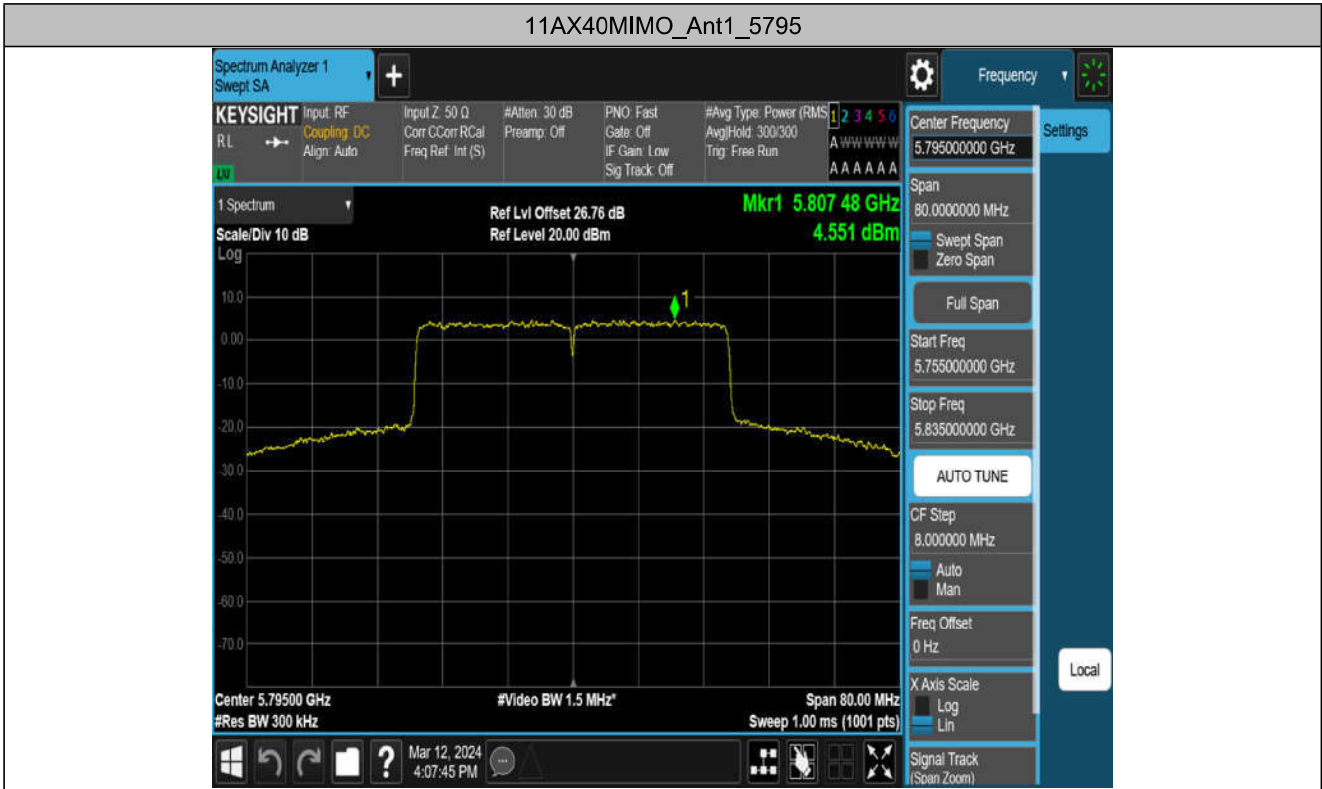 11AX40MIMO_Ant1_5795
Spectrum Analyzer 1
Swept SA
+
Frequency
KEYSIGHT
RL
LXI
Input: RF
Coupling: DC
Align: Auto
Input Z: 50 Ω
Corr CCorr RCal
Freq Ref: Int (S)
#Atten: 30 dB
Preamp: Off
PNO: Fast
Gate: Off
IF Gain: Low
Sig Track: Off
#Avg Type: Power (RMS
Avg|Hold: 300/300
Trig: Free Run
1 2 3 4 5 6
A W W W W W
A A A A A A
1 Spectrum
Scale/Div 10 dB
Log
Ref Lvl Offset 26.76 dB
Ref Level 20.00 dBm
Mkr1 5.807 48 GHz
4.551 dBm
1
10.0
0.00
-10.0
-20.0
-30.0
-40.0
-50.0
-60.0
-70.0
Center 5.79500 GHz
#Res BW 300 kHz
#Video BW 1.5 MHz*
Span 80.00 MHz
Sweep 1.00 ms (1001 pts)
?
Mar 12, 2024
4:07:45 PM
Center Frequency
5.795000000 GHz
Settings
Span
80.0000000 MHz
Swept Span
Zero Span
Full Span
Start Freq
5.755000000 GHz
Stop Freq
5.835000000 GHz
AUTO TUNE
CF Step
8.000000 MHz
Auto
Man
Freq Offset
0 Hz
Local
X Axis Scale
Log
Lin
Signal Track
(Span Zoom)